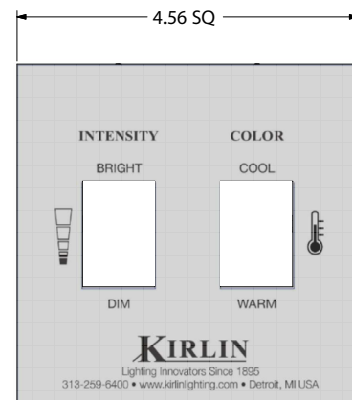 4.56 SQ
INTENSITY COLOR
BRIGHT COOL
DIM WARM
KIRLIN
Lighting Innovators Since 1895
313-259-6400 • www.kirlinlighting.com • Detroit, MI USA